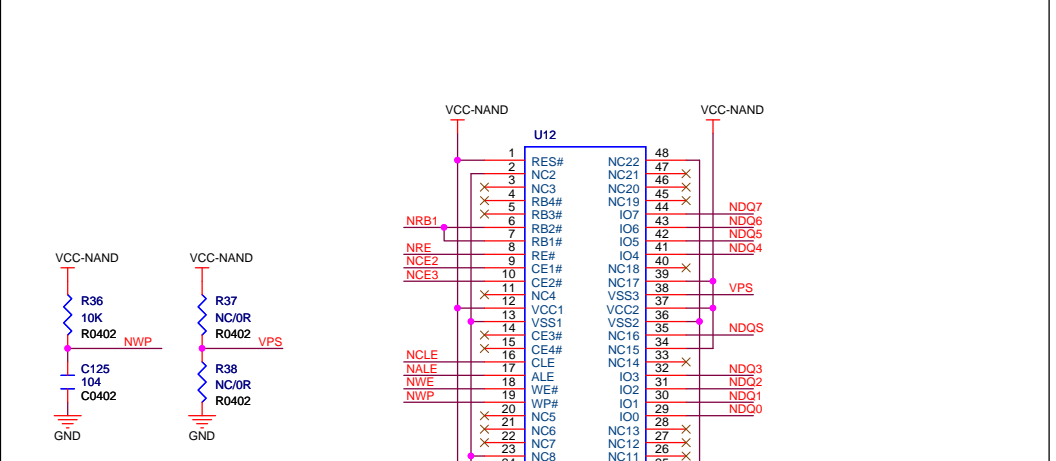 VCC-NAND
VCC-NAND
U12
1 RES# NC22 48
2 NC2 NC21 47
3 NC3 NC20 46
4 RB4# NC19 45
5 RB3# IO7 44 NDQ7
NRB1 6 RB2# IO6 43 NDQ6
7 RB1# IO5 42 NDQ5
NRE 8 RE# IO4 41 NDQ4
NCE2 9 CE1# NC18 40
NCE3 10 CE2# NC17 39
11 NC4 VSS3 38 VPS
12 VCC1 VCC2 37
13 VSS1 VSS2 36
14 CE3# NC16 35 NDQS
15 CE4# NC15 34
NCLE 16 CLE NC14 33
NALE 17 ALE IO3 32 NDQ3
NWE 18 WE# IO2 31 NDQ2
NWP 19 WP# IO1 30 NDQ1
20 NC5 IO0 29 NDQ0
21 NC6 NC13 28
22 NC7 NC12 27
23 NC8 NC11 26
VCC-NAND
R36
10K
R0402
NWP
C125
104
C0402
GND
VCC-NAND
R37
NC/0R
R0402
VPS
R38
NC/0R
R0402
GND